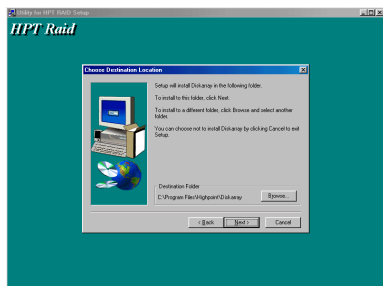 Utility for HPT RAID Setup
HPT Raid
Choose Destination Location
Setup will install Diskarray in the following folder.
To install to this folder, click Next.
To install to a different folder, click Browse and select another
folder.
You can choose not to install Diskarray by clicking Cancel to exit
Setup.
Destination Folder
C:\Program Files\Highpoint\Diskarray
Browse...
< Back
Next >
Cancel